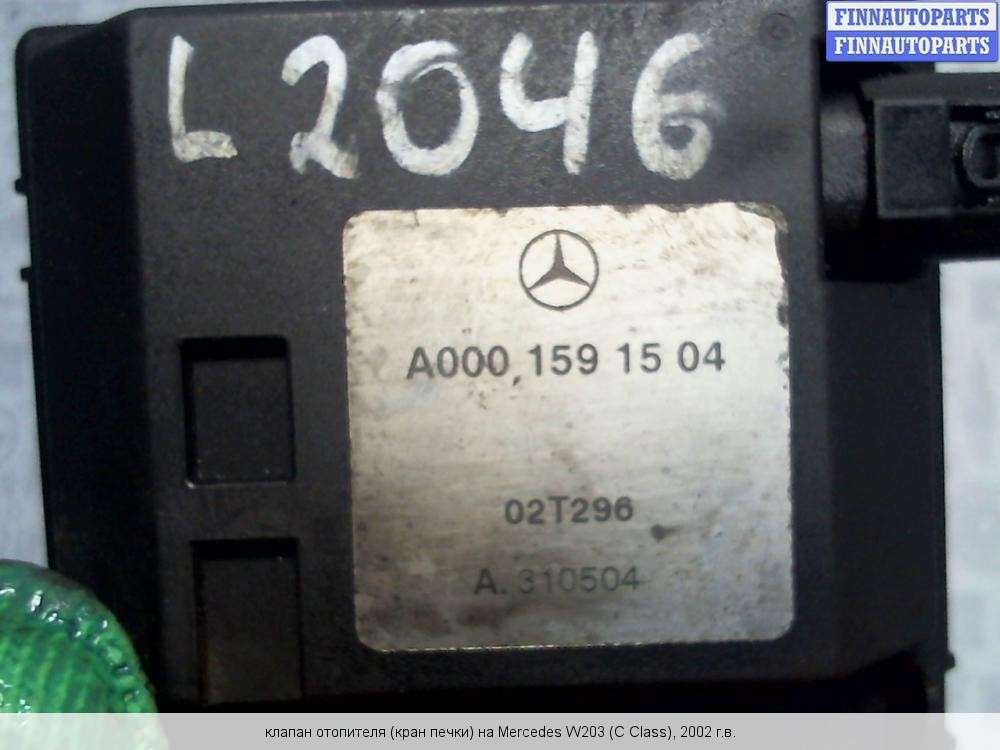 FINNAUTOPARTS
FINNAUTOPARTS
L2046
A000 159 15 04
02T296
A. 310504
клапан отопителя (кран печки) на Mercedes W203 (C Class), 2002 г.в.